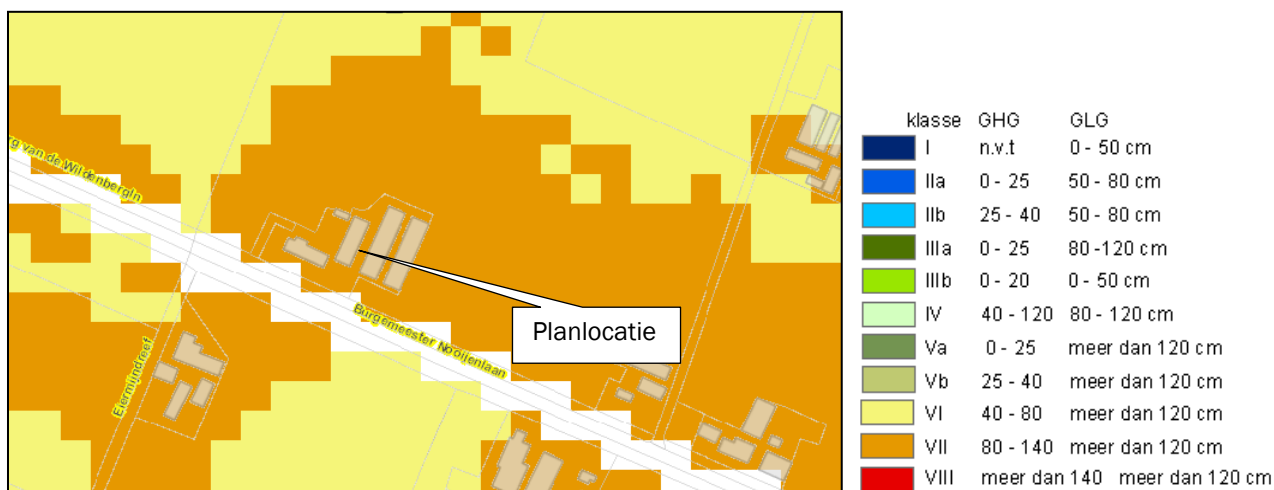 rg van de Wildenbergln
Burgemeester Nooijenlaan
Eiermijndreef
Planlocatie
klasse GHG GLG
I n.v.t 0 - 50 cm
IIa 0 - 25 50 - 80 cm
IIb 25 - 40 50 - 80 cm
IIIa 0 - 25 80 -120 cm
IIIb 0 - 20 0 - 50 cm
IV 40 - 120 80 - 120 cm
Va 0 - 25 meer dan 120 cm
Vb 25 - 40 meer dan 120 cm
VI 40 - 80 meer dan 120 cm
VII 80 - 140 meer dan 120 cm
VIII meer dan 140 meer dan 120 cm